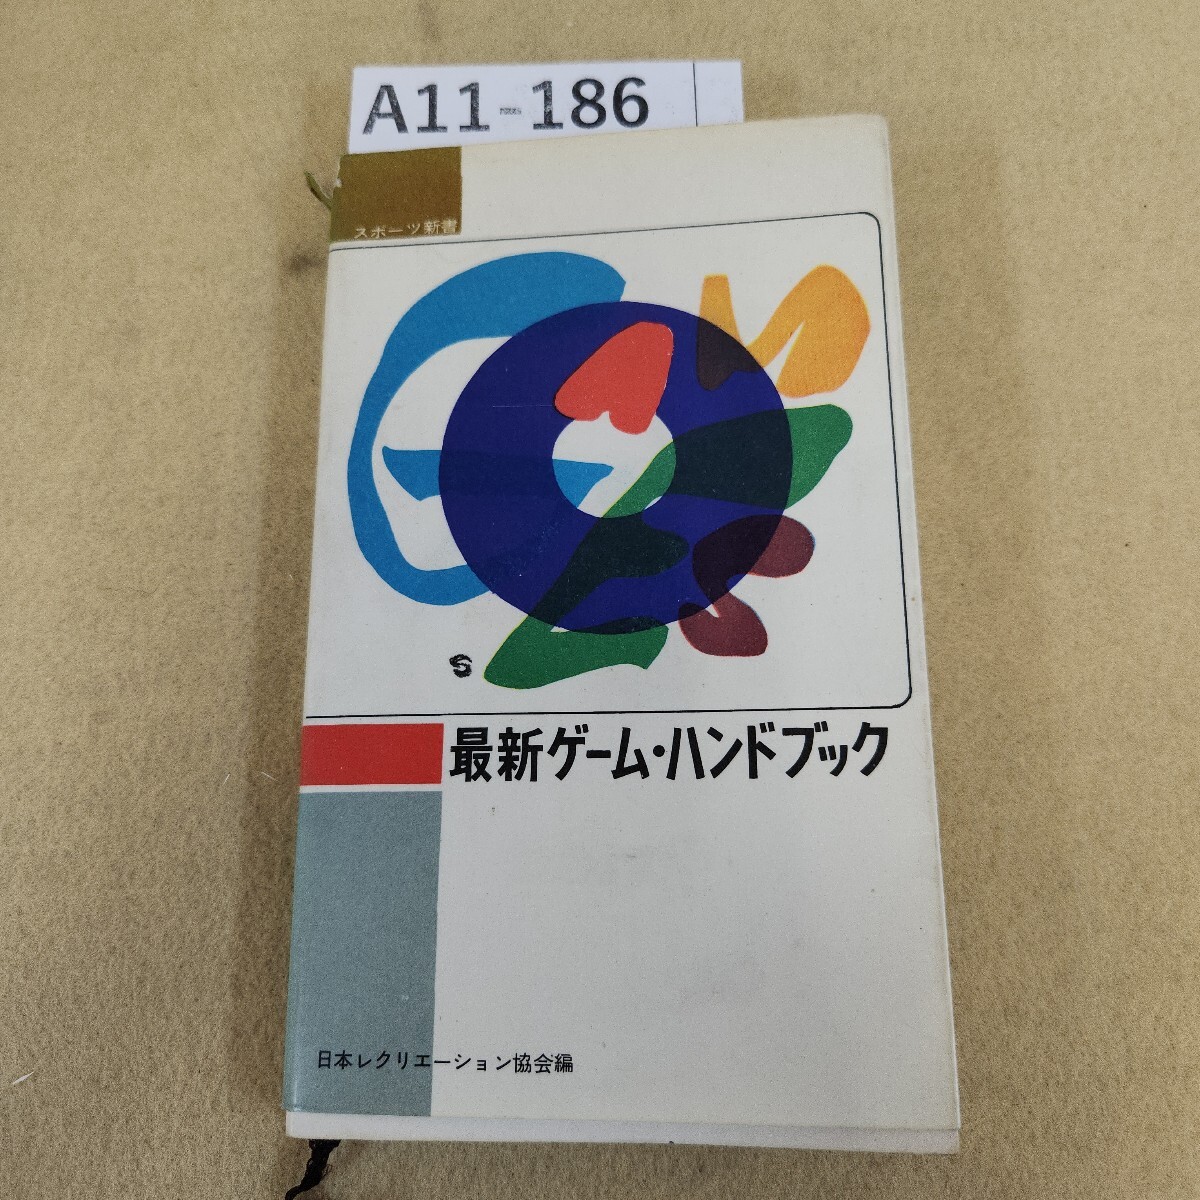 A11-186
スポーツ新書
GAMES
S
最新ゲーム・ハンドブック
日本レクリエーション協会編